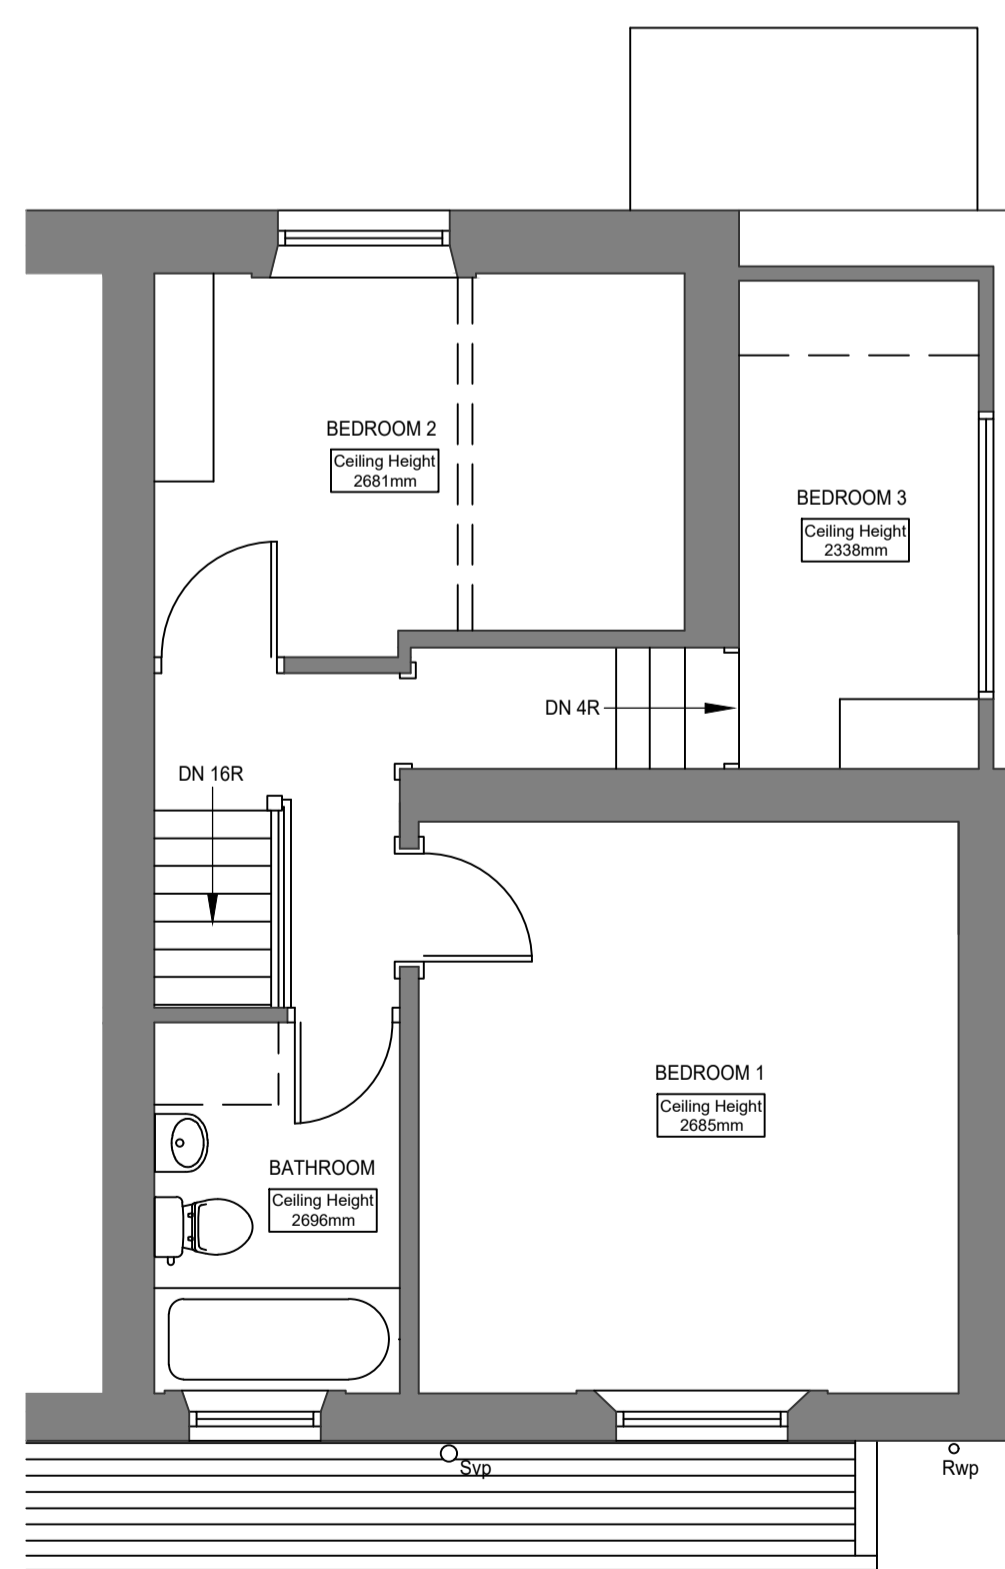 BEDROOM 2
Ceiling Height
2681mm
BEDROOM 3
Ceiling Height
2338mm
DN 4R
DN 16R
BEDROOM 1
Ceiling Height
2685mm
BATHROOM
Ceiling Height
2696mm
Svp
Rwp